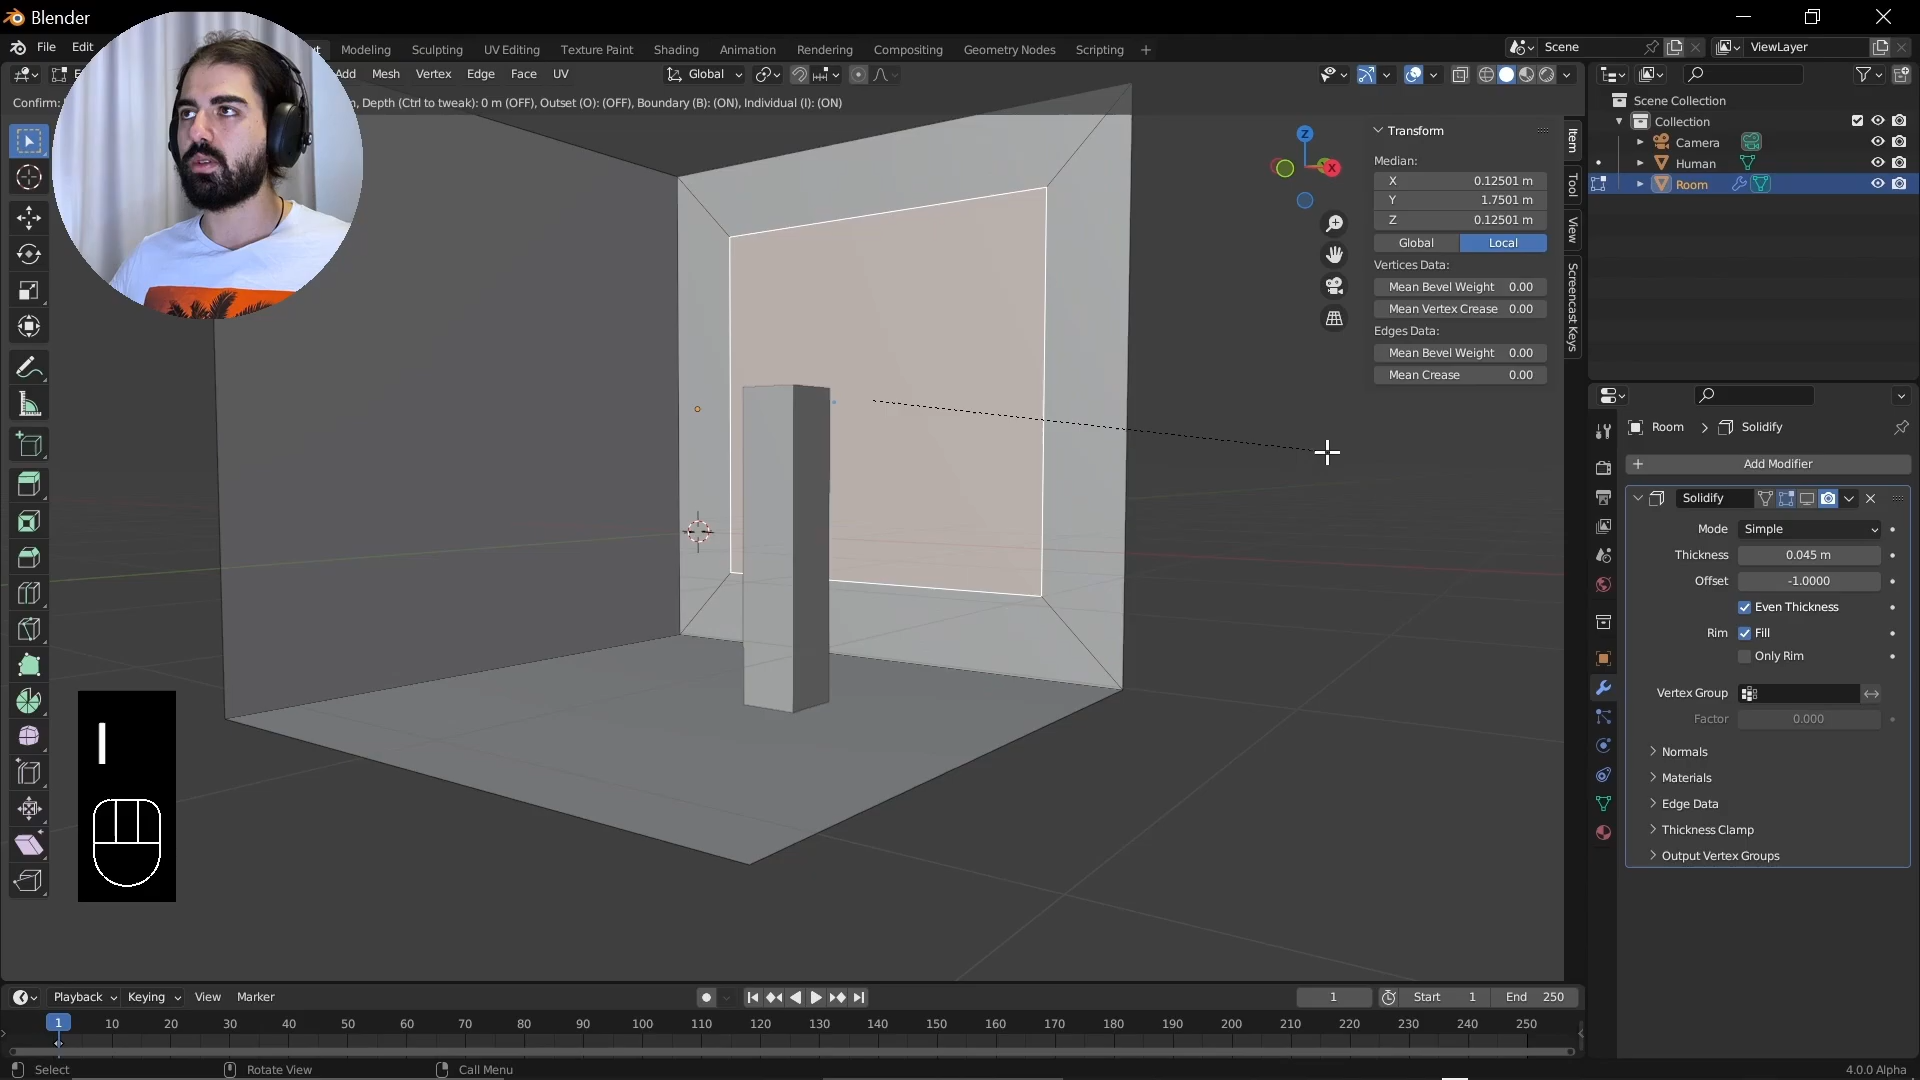 Blender
File Edit Modeling Sculpting UV Editing Texture Paint Shading Animation Rendering Compositing Geometry Nodes Scripting + Scene ViewLayer
Add Mesh Vertex Edge Face UV Global
Confirm: Depth (Ctrl to tweak): 0 m (OFF), Outset (O): (OFF), Boundary (B): (ON), Individual (I): (ON)
Transform
Median:
X 0.12501 m
Y 1.7501 m
Z 0.12501 m
Global Local
Vertices Data:
Mean Bevel Weight 0.00
Mean Vertex Crease 0.00
Edges Data:
Mean Bevel Weight 0.00
Mean Crease 0.00
Item
Tool
View
Screencast Keys
Z
X
Scene Collection
Collection
Camera
Human
Room
Room > Solidify
Add Modifier
Solidify
Mode Simple
Thickness 0.045 m
Offset -1.0000
Even Thickness
Rim Fill
Only Rim
Vertex Group
Factor 0.000
Normals
Materials
Edge Data
Thickness Clamp
Output Vertex Groups
I
Playback Keying View Marker 1 Start 1 End 250
1 10 20 30 40 50 60 70 80 90 100 110 120 130 140 150 160 170 180 190 200 210 220 230 240 250
Select Rotate View Call Menu 4.0.0 Alpha